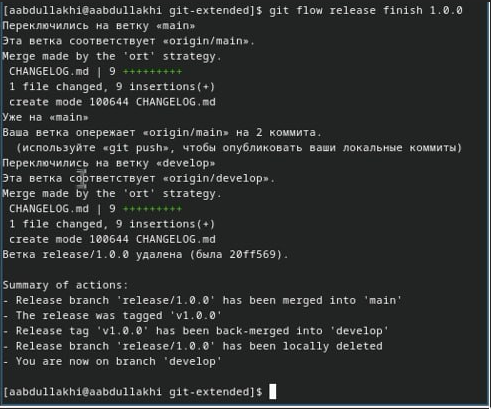 [aabdullakhi@aabdullakhi git-extended]$ git flow release finish 1.0.0
Переключились на ветку «main»
Эта ветка соответствует «origin/main».
Merge made by the 'ort' strategy.
 CHANGELOG.md | 9 +++++++++
 1 file changed, 9 insertions(+)
 create mode 100644 CHANGELOG.md
Уже на «main»
Ваша ветка опережает «origin/main» на 2 коммита.
  (используйте «git push», чтобы опубликовать ваши локальные коммиты)
Переключились на ветку «develop»
Эта ветка соответствует «origin/develop».
Merge made by the 'ort' strategy.
 CHANGELOG.md | 9 +++++++++
 1 file changed, 9 insertions(+)
 create mode 100644 CHANGELOG.md
Ветка release/1.0.0 удалена (была 20ff569).

Summary of actions:
- Release branch 'release/1.0.0' has been merged into 'main'
- The release was tagged 'v1.0.0'
- Release tag 'v1.0.0' has been back-merged into 'develop'
- Release branch 'release/1.0.0' has been locally deleted
- You are now on branch 'develop'

[aabdullakhi@aabdullakhi git-extended]$